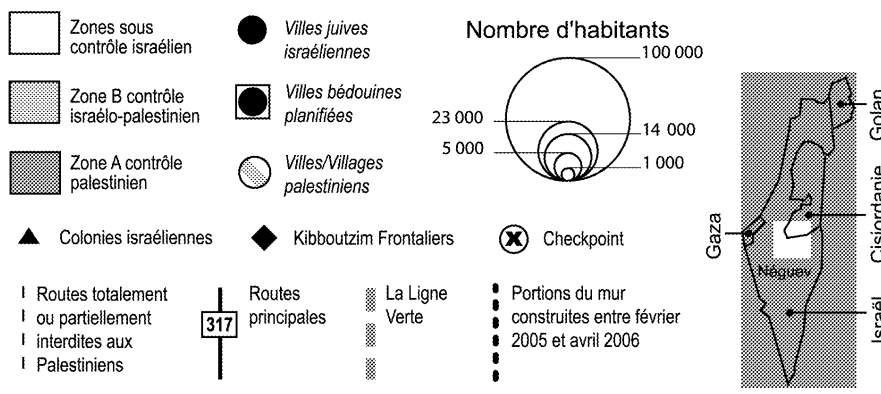 Zones sous
contrôle israélien
Zone B contrôle
israélo-palestinien
Zone A contrôle
palestinien
Villes juives
israéliennes
Villes bédouines
planifiées
Villes/Villages
palestiniens
Nombre d'habitants
100 000
23 000
14 000
5 000
1 000
Colonies israéliennes
Kibboutzim Frontaliers
X
Checkpoint
Routes totalement
ou partiellement
interdites aux
Palestiniens
317
Routes
principales
La Ligne
Verte
Portions du mur
construites entre février
2005 et avril 2006
Golan
Cisjordanie
Gaza
Néguev
Israël